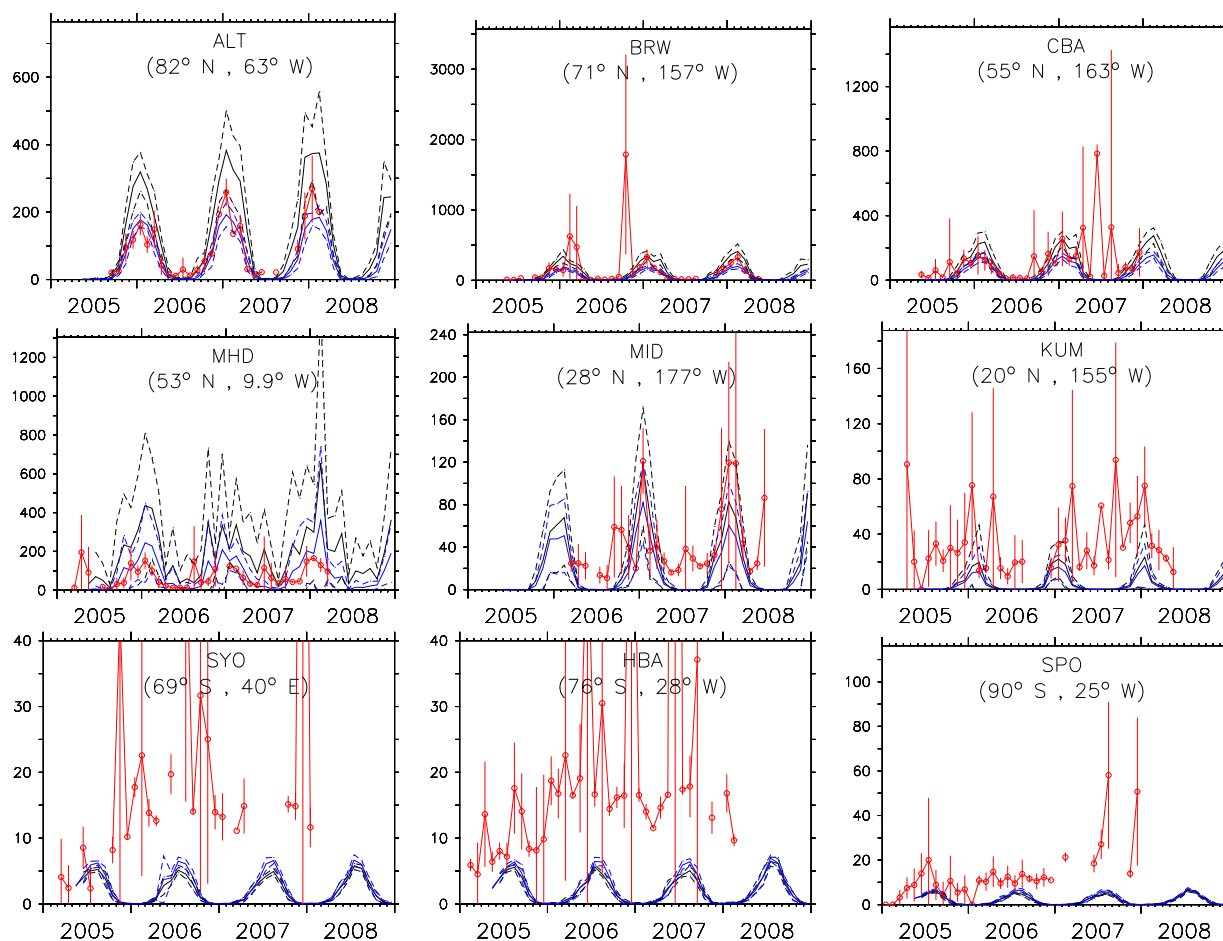 ALT
(82° N , 63° W)
600
400
200
0
2005 2006 2007 2008
BRW
(71° N , 157° W)
3000
2000
1000
0
2005 2006 2007 2008
CBA
(55° N , 163° W)
1200
800
400
0
2005 2006 2007 2008
MHD
(53° N , 9.9° W)
1200
1000
800
600
400
200
0
2005 2006 2007 2008
MID
(28° N , 177° W)
240
200
160
120
80
40
0
2005 2006 2007 2008
KUM
(20° N , 155° W)
160
120
80
40
0
2005 2006 2007 2008
SYO
(69° S , 40° E)
40
30
20
10
0
2005 2006 2007 2008
HBA
(76° S , 28° W)
40
30
20
10
0
2005 2006 2007 2008
SPO
(90° S , 25° W)
100
80
60
40
20
0
2005 2006 2007 2008